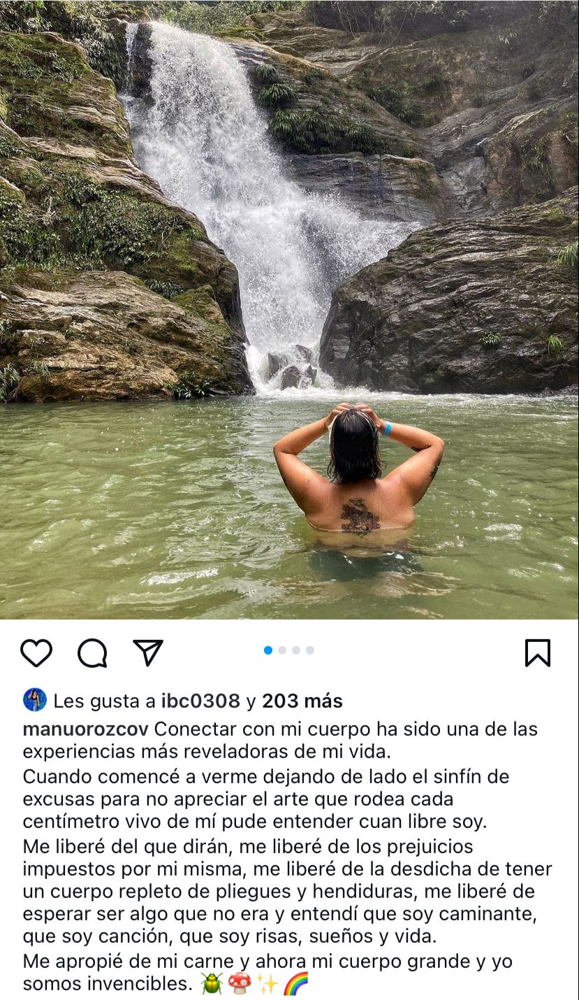 Les gusta a ibc0308 y 203 más
manuorozcov Conectar con mi cuerpo ha sido una de las
experiencias más reveladoras de mi vida.
Cuando comencé a verme dejando de lado el sinfín de
excusas para no apreciar el arte que rodea cada
centímetro vivo de mí pude entender cuan libre soy.
Me liberé del que dirán, me liberé de los prejuicios
impuestos por mi misma, me liberé de la desdicha de tener
un cuerpo repleto de pliegues y hendiduras, me liberé de
esperar ser algo que no era y entendí que soy caminante,
que soy canción, que soy risas, sueños y vida.
Me apropié de mi carne y ahora mi cuerpo grande y yo
somos invencibles. 🪲🍄✨🌈